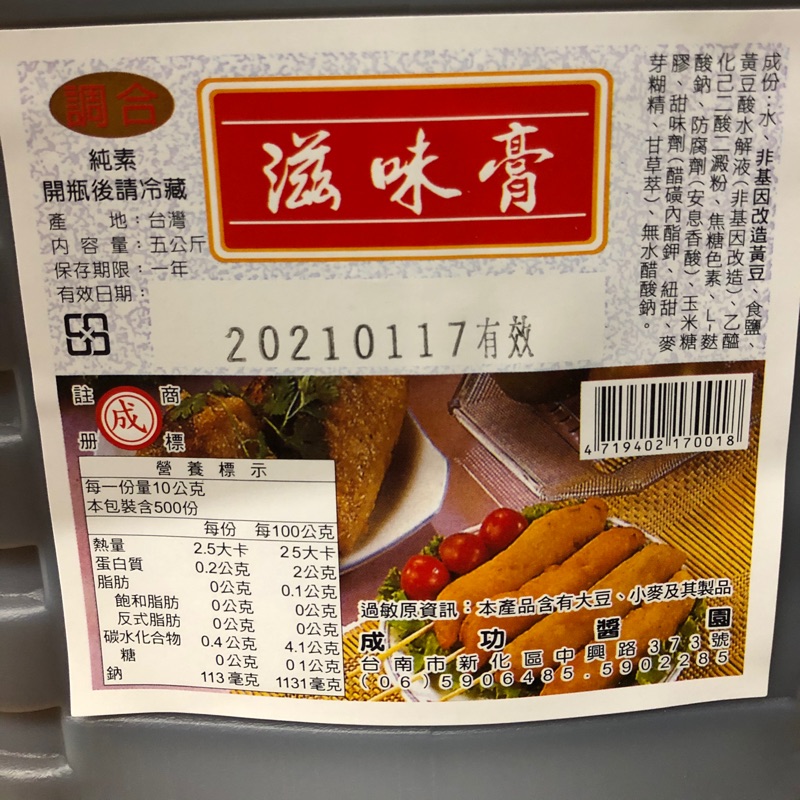 調合
滋味膏
純素
開瓶後請冷藏
產地：台灣
內容量：五公斤
保存期限：一年
有效日期：
20210117有效
成份：水、非基因改造黃豆、食鹽、
黃豆酸水解液(非基因改造)、乙醯
化己二酸二澱粉、焦糖色素、L-麩
酸鈉、防腐劑(安息香酸)、玉米糖
膠、甜味劑(醋磺內酯鉀、紐甜、麥
芽糊精、甘草萃)、無水醋酸鈉。
註冊
成
商標
4 719402 170018
營養標示
每一份量10公克
本包裝含500份
每份 每100公克
熱量 2.5大卡 25大卡
蛋白質 0.2公克 2公克
脂肪 0公克 0.1公克
飽和脂肪 0公克 0公克
反式脂肪 0公克 0公克
碳水化合物 0.4公克 4.1公克
糖 0公克 0.1公克
鈉 113毫克 1131毫克
過敏原資訊：本產品含有大豆、小麥及其製品
成功醬園
台南市新化區中興路373號
(06)5906485.5902285